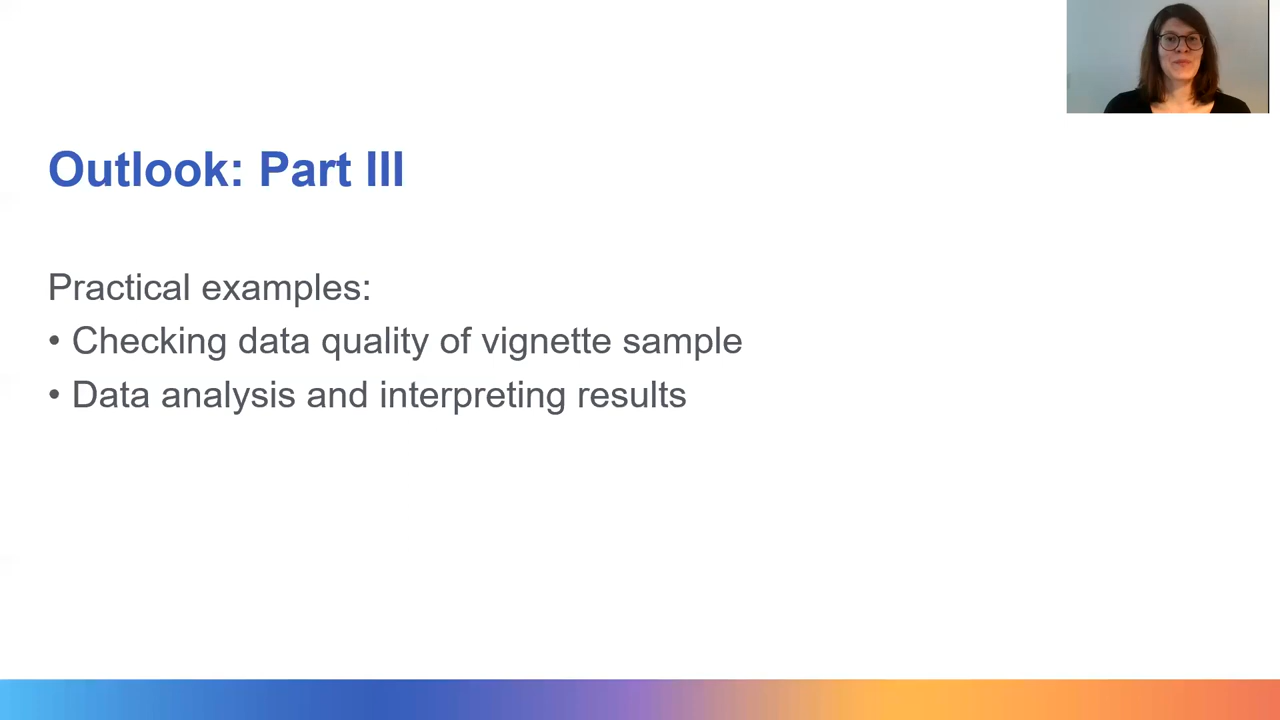 Outlook: Part III
Practical examples:
• Checking data quality of vignette sample
• Data analysis and interpreting results